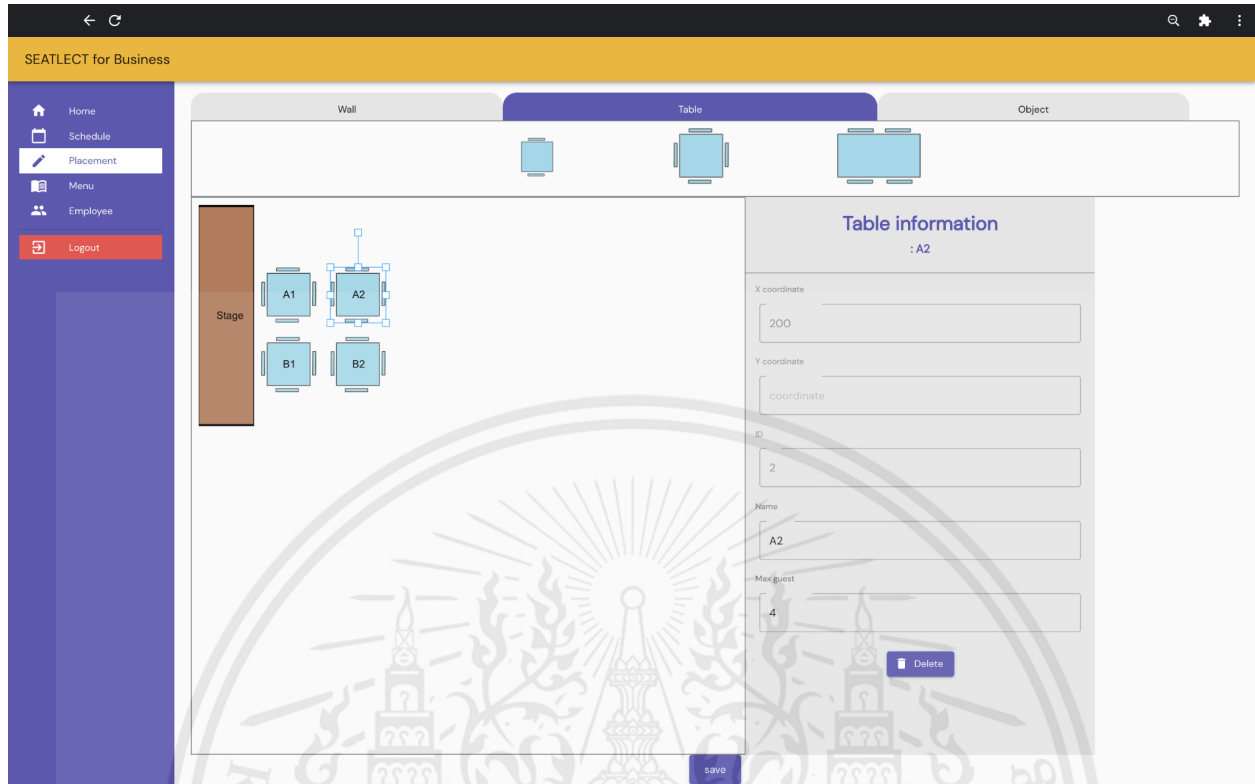 SEATLECT for Business
Home
Schedule
Placement
Menu
Employee
Logout
Wall
Table
Object
Stage
A1
A2
B1
B2
Table information
: A2
X coordinate
200
Y coordinate
coordinate
ID
2
Name
A2
Max guest
4
Delete
save